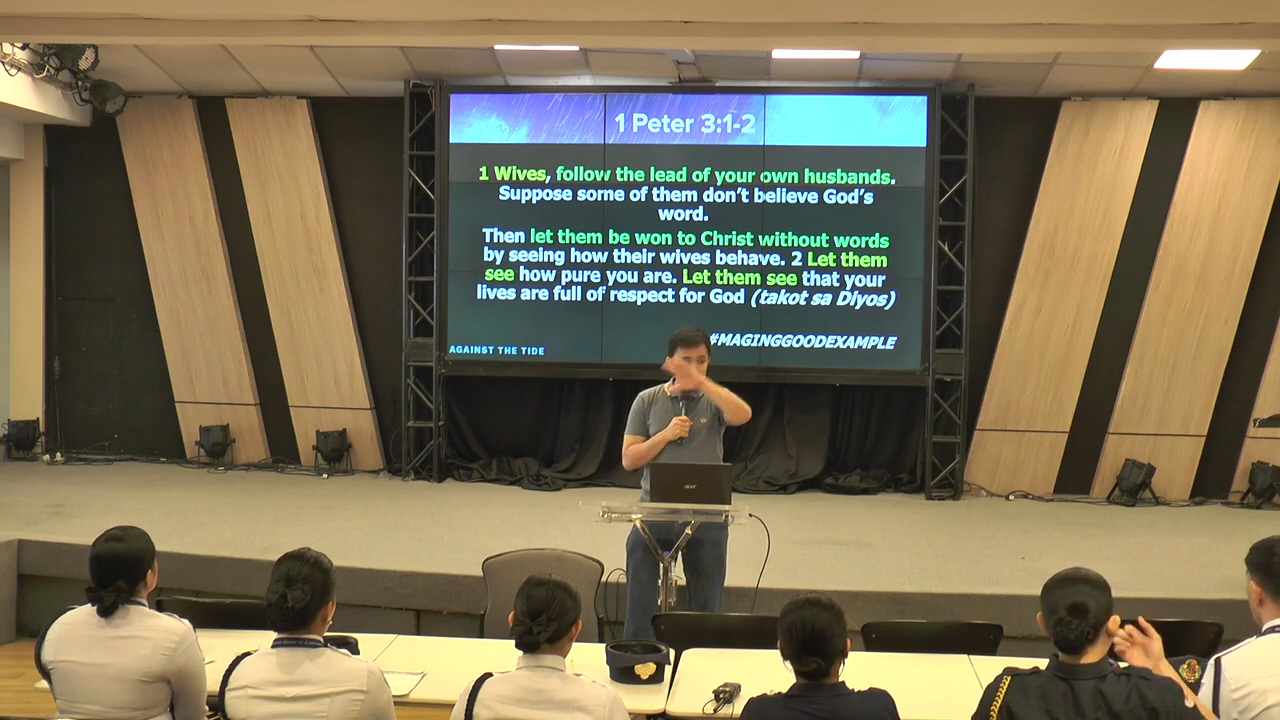 1 Peter 3:1-2
1 Wives, follow the lead of your own husbands.
Suppose some of them don't believe God's
word.
Then let them be won to Christ without words
by seeing how their wives behave. 2 Let them
see how pure you are. Let them see that your
lives are full of respect for God (takot sa Diyos)
#MAGINGGOODEXAMPLE
AGAINST THE TIDE
acer